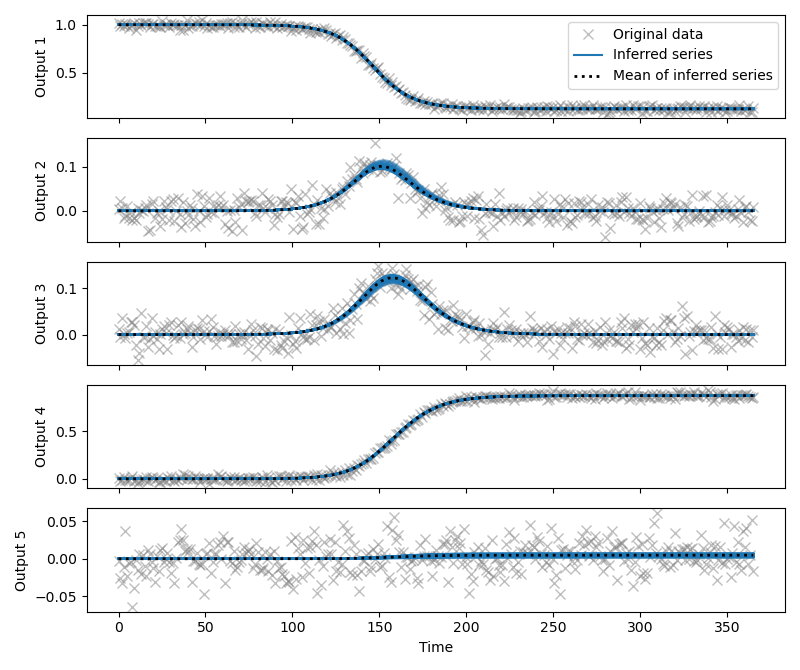 Output 1
1.0
0.5
Original data
Inferred series
Mean of inferred series
Output 2
0.1
0.0
Output 3
0.1
0.0
Output 4
0.5
0.0
Output 5
0.05
0.00
−0.05
0 50 100 150 200 250 300 350
Time